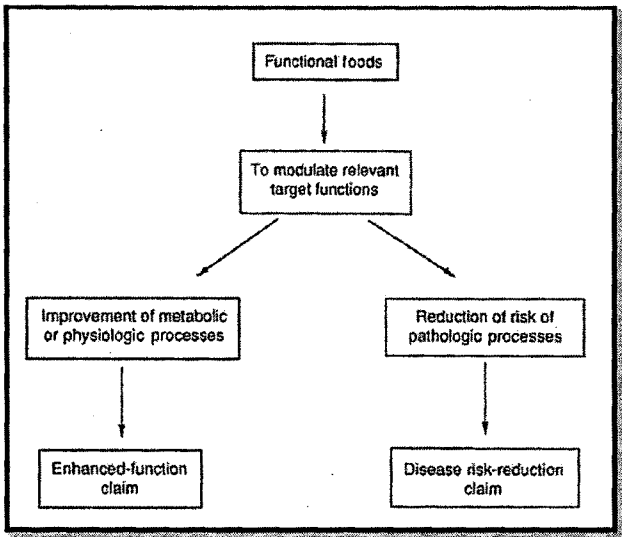 Functional foods
To modulate relevant
target functions
Improvement of metabolic
or physiologic processes
Reduction of risk of
pathologic processes
Enhanced-function
claim
Disease risk-reduction
claim